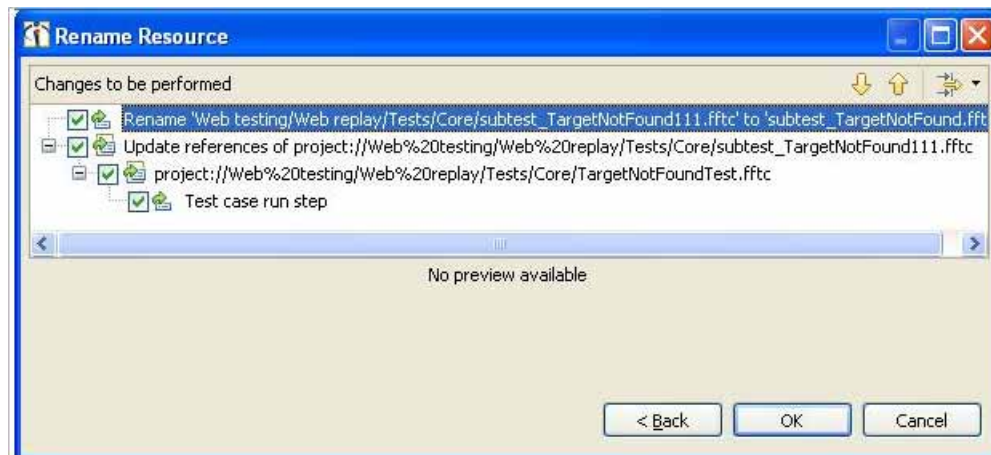 Rename Resource
Changes to be performed
Rename 'Web testing/Web replay/Tests/Core/subtest_TargetNotFound111.fftc' to 'subtest_TargetNotFound.fft
Update references of project://Web%20testing/Web%20replay/Tests/Core/subtest_TargetNotFound111.fftc
project://Web%20testing/Web%20replay/Tests/Core/TargetNotFoundTest.fftc
Test case run step
No preview available
< Back OK Cancel